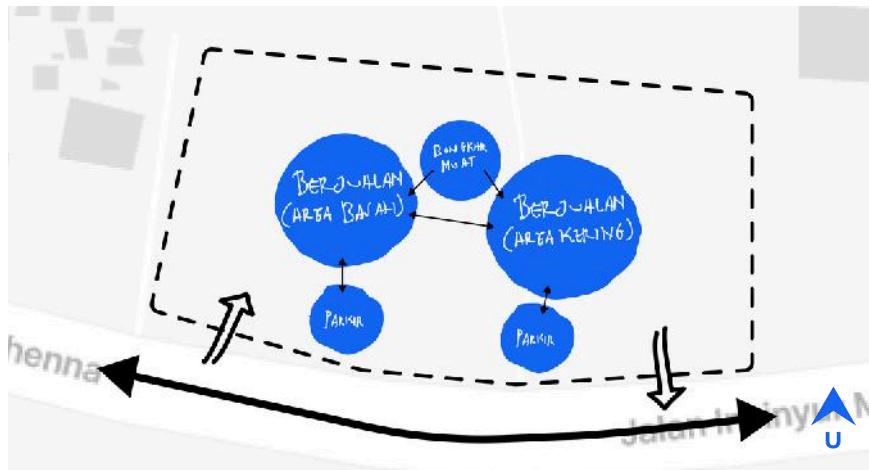 BONGKAR
MUAT
BERJUALAN
(AREA BASAH)
BERJUALAN
(AREA KERING)
PARKIR
PARKIR
henna
Jalan
U